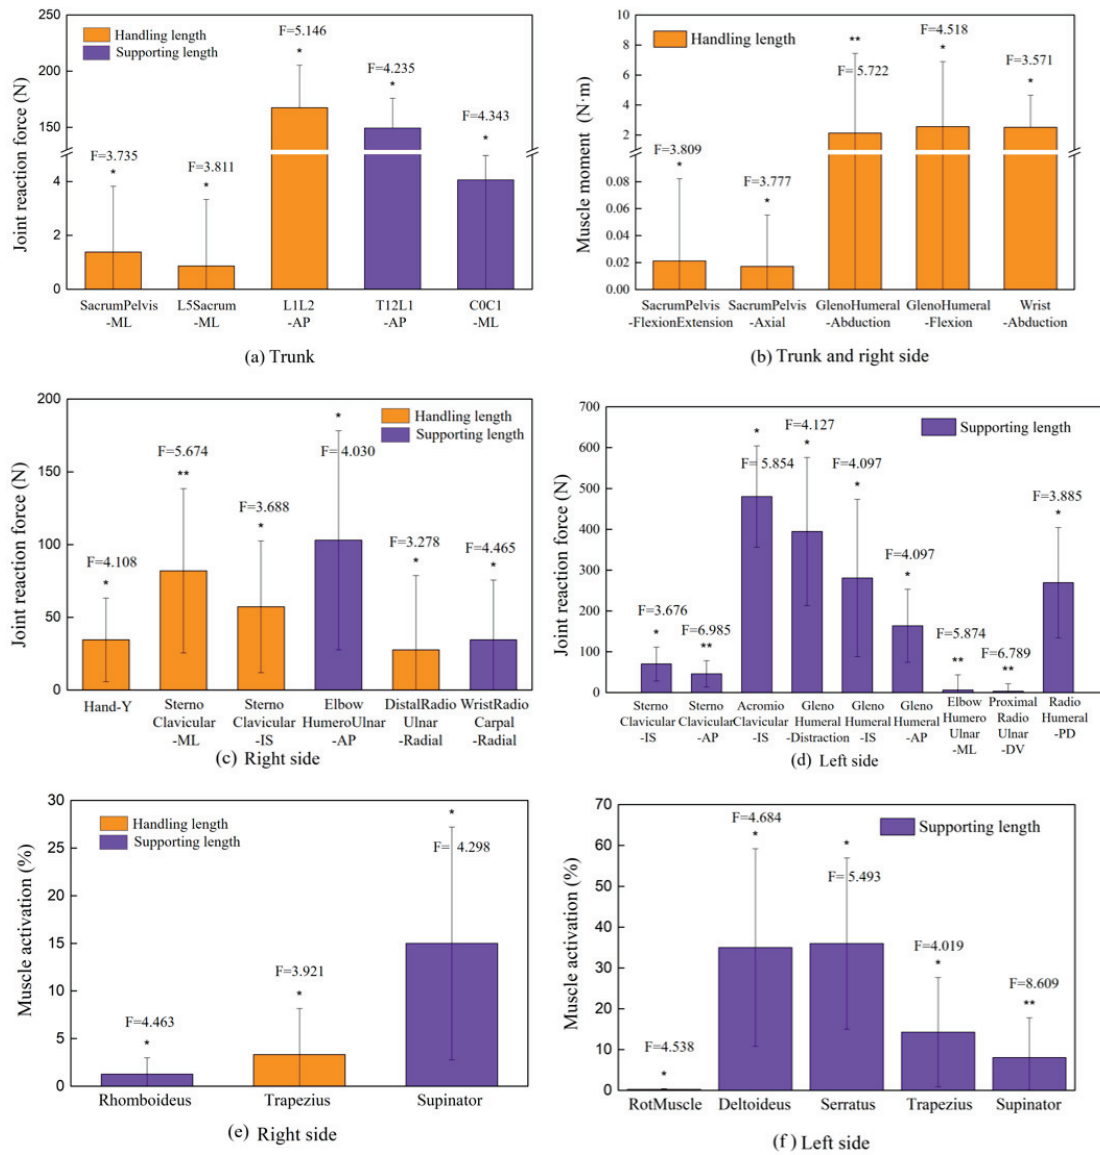 250
200
150
4
2
0
Joint reaction force (N)
Handling length
Supporting length
F=3.735
*
F=3.811
*
F=5.146
*
F=4.235
*
F=4.343
*
SacrumPelvis
-ML
L5Sacrum
-ML
L1L2
-AP
T12L1
-AP
C0C1
-ML
(a) Trunk
10
8
6
4
2
0.08
0.06
0.04
0.02
0.00
Muscle moment (N·m)
Handling length
F=3.809
*
F=3.777
*
**
F=5.722
F=4.518
*
F=3.571
*
SacrumPelvis
-FlexionExtension
SacrumPelvis
-Axial
GlenoHumeral
-Abduction
GlenoHumeral
-Flexion
Wrist
-Abduction
(b) Trunk and right side
200
150
100
50
0
Joint reaction force (N)
Handling length
Supporting length
F=4.108
*
F=5.674
**
F=3.688
*
*
F=4.030
F=3.278
*
F=4.465
*
Hand-Y
Sterno
Clavicular
-ML
Sterno
Clavicular
-IS
Elbow
HumeroUlnar
-AP
DistalRadio
Ulnar
-Radial
WristRadio
Carpal
-Radial
(c) Right side
700
600
500
400
300
200
100
0
Joint reaction force (N)
Supporting length
F=3.676
*
F=6.985
**
*
F=5.854
F=4.127
*
F=4.097
*
F=4.097
*
F=5.874
**
F=6.789
**
F=3.885
*
Sterno
Clavicular
-IS
Sterno
Clavicular
-AP
Acromio
Clavicular
-IS
Gleno
Humeral
-Distraction
Gleno
Humeral
-IS
Gleno
Humeral
-AP
Elbow
Humero
Ulnar
-ML
Proximal
Radio
Ulnar
-DV
Radio
Humeral
-PD
(d) Left side
30
25
20
15
10
5
0
Muscle activation (%)
Handling length
Supporting length
F=4.463
*
F=3.921
*
*
F=4.298
Rhomboideus
Trapezius
Supinator
(e) Right side
70
60
50
40
30
20
10
0
Muscle activation (%)
Supporting length
F=4.538
*
F=4.684
*
*
F=5.493
F=4.019
*
F=8.609
**
RotMuscle
Deltoideus
Serratus
Trapezius
Supinator
(f) Left side